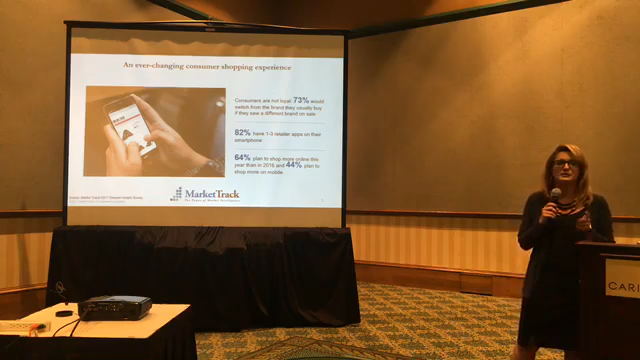 An ever-changing consumer shopping experience
Consumers are not loyal: 73% would
switch from the brand they usually buy
if they saw a different brand on sale
82% have 1-3 retailer apps on their
smartphone
64% plan to shop more online this
year than in 2016 and 44% plan to
shop more on mobile
MarketTrack
CARI